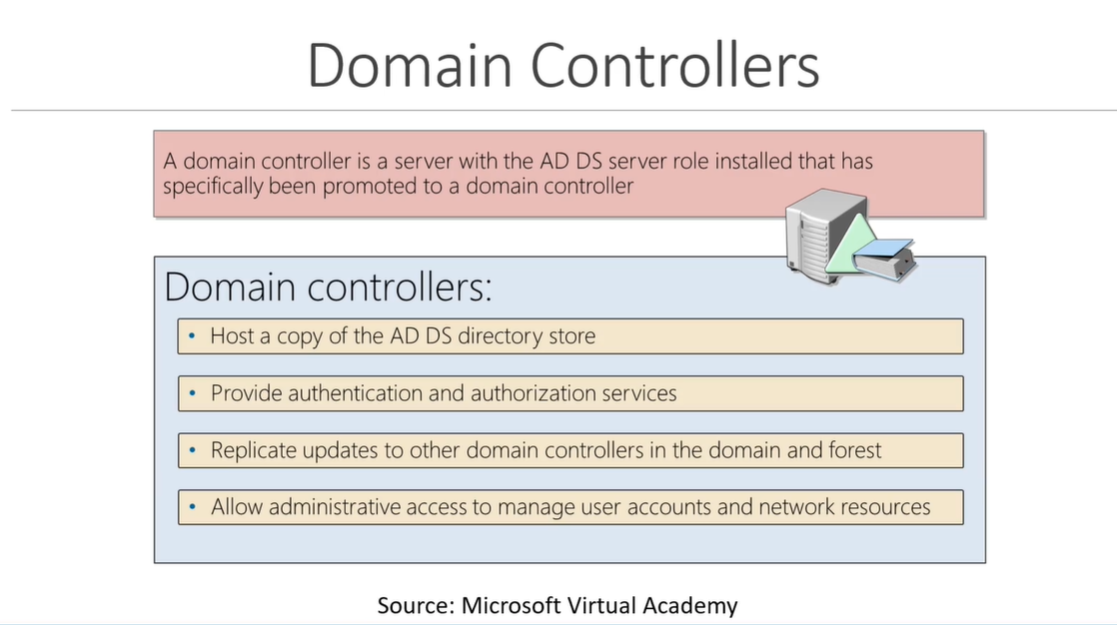 Domain Controllers
A domain controller is a server with the AD DS server role installed that has
specifically been promoted to a domain controller
Domain controllers:
• Host a copy of the AD DS directory store
• Provide authentication and authorization services
• Replicate updates to other domain controllers in the domain and forest
• Allow administrative access to manage user accounts and network resources
Source: Microsoft Virtual Academy